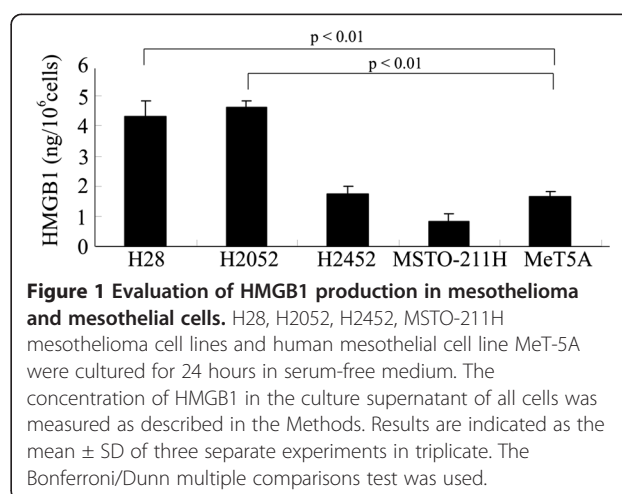 p < 0.01
p < 0.01
HMGB1 (ng/10⁶cells)
6
5
4
3
2
1
0
H28 H2052 H2452 MSTO-211H MeT5A
Figure 1 Evaluation of HMGB1 production in mesothelioma
and mesothelial cells. H28, H2052, H2452, MSTO-211H
mesothelioma cell lines and human mesothelial cell line MeT-5A
were cultured for 24 hours in serum-free medium. The
concentration of HMGB1 in the culture supernatant of all cells was
measured as described in the Methods. Results are indicated as the
mean ± SD of three separate experiments in triplicate. The
Bonferroni/Dunn multiple comparisons test was used.